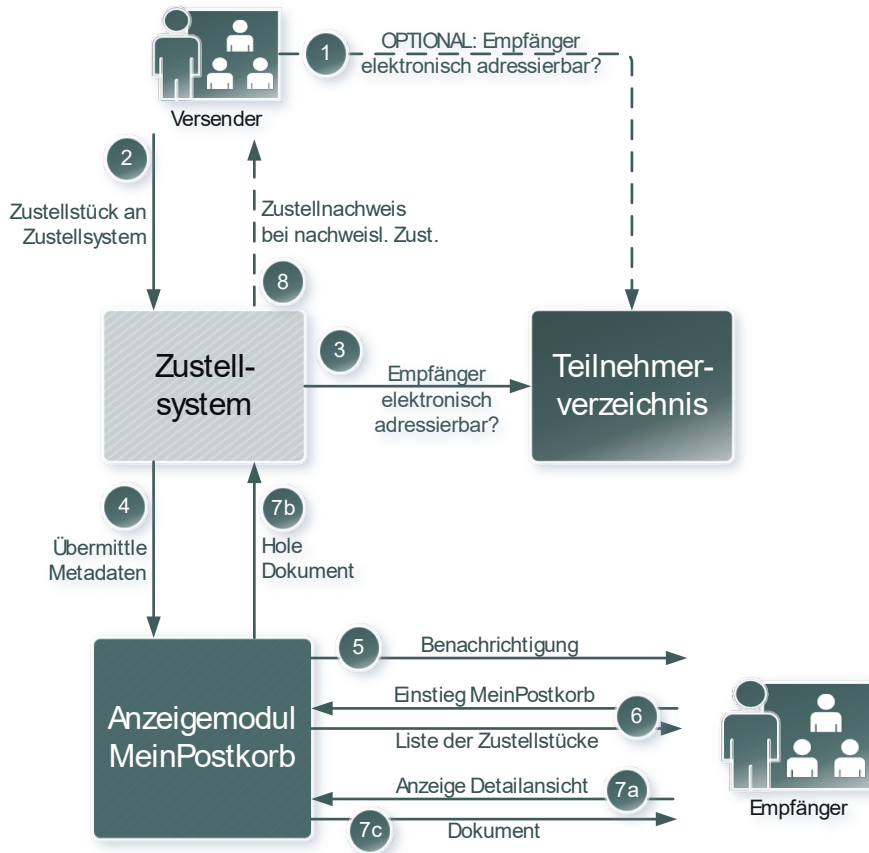 1
OPTIONAL: Empfänger
elektronisch adressierbar?
Versender
2
Zustellstück an
Zustellsystem
Zustellnachweis
bei nachweisl. Zust.
8
Zustell-
system
3
Empfänger
elektronisch
adressierbar?
Teilnehmer-
verzeichnis
4
Übermittle
Metadaten
7b
Hole
Dokument
Anzeigemodul
MeinPostkorb
5
Benachrichtigung
Einstieg MeinPostkorb
6
Liste der Zustellstücke
Anzeige Detailansicht
7a
7c
Dokument
Empfänger